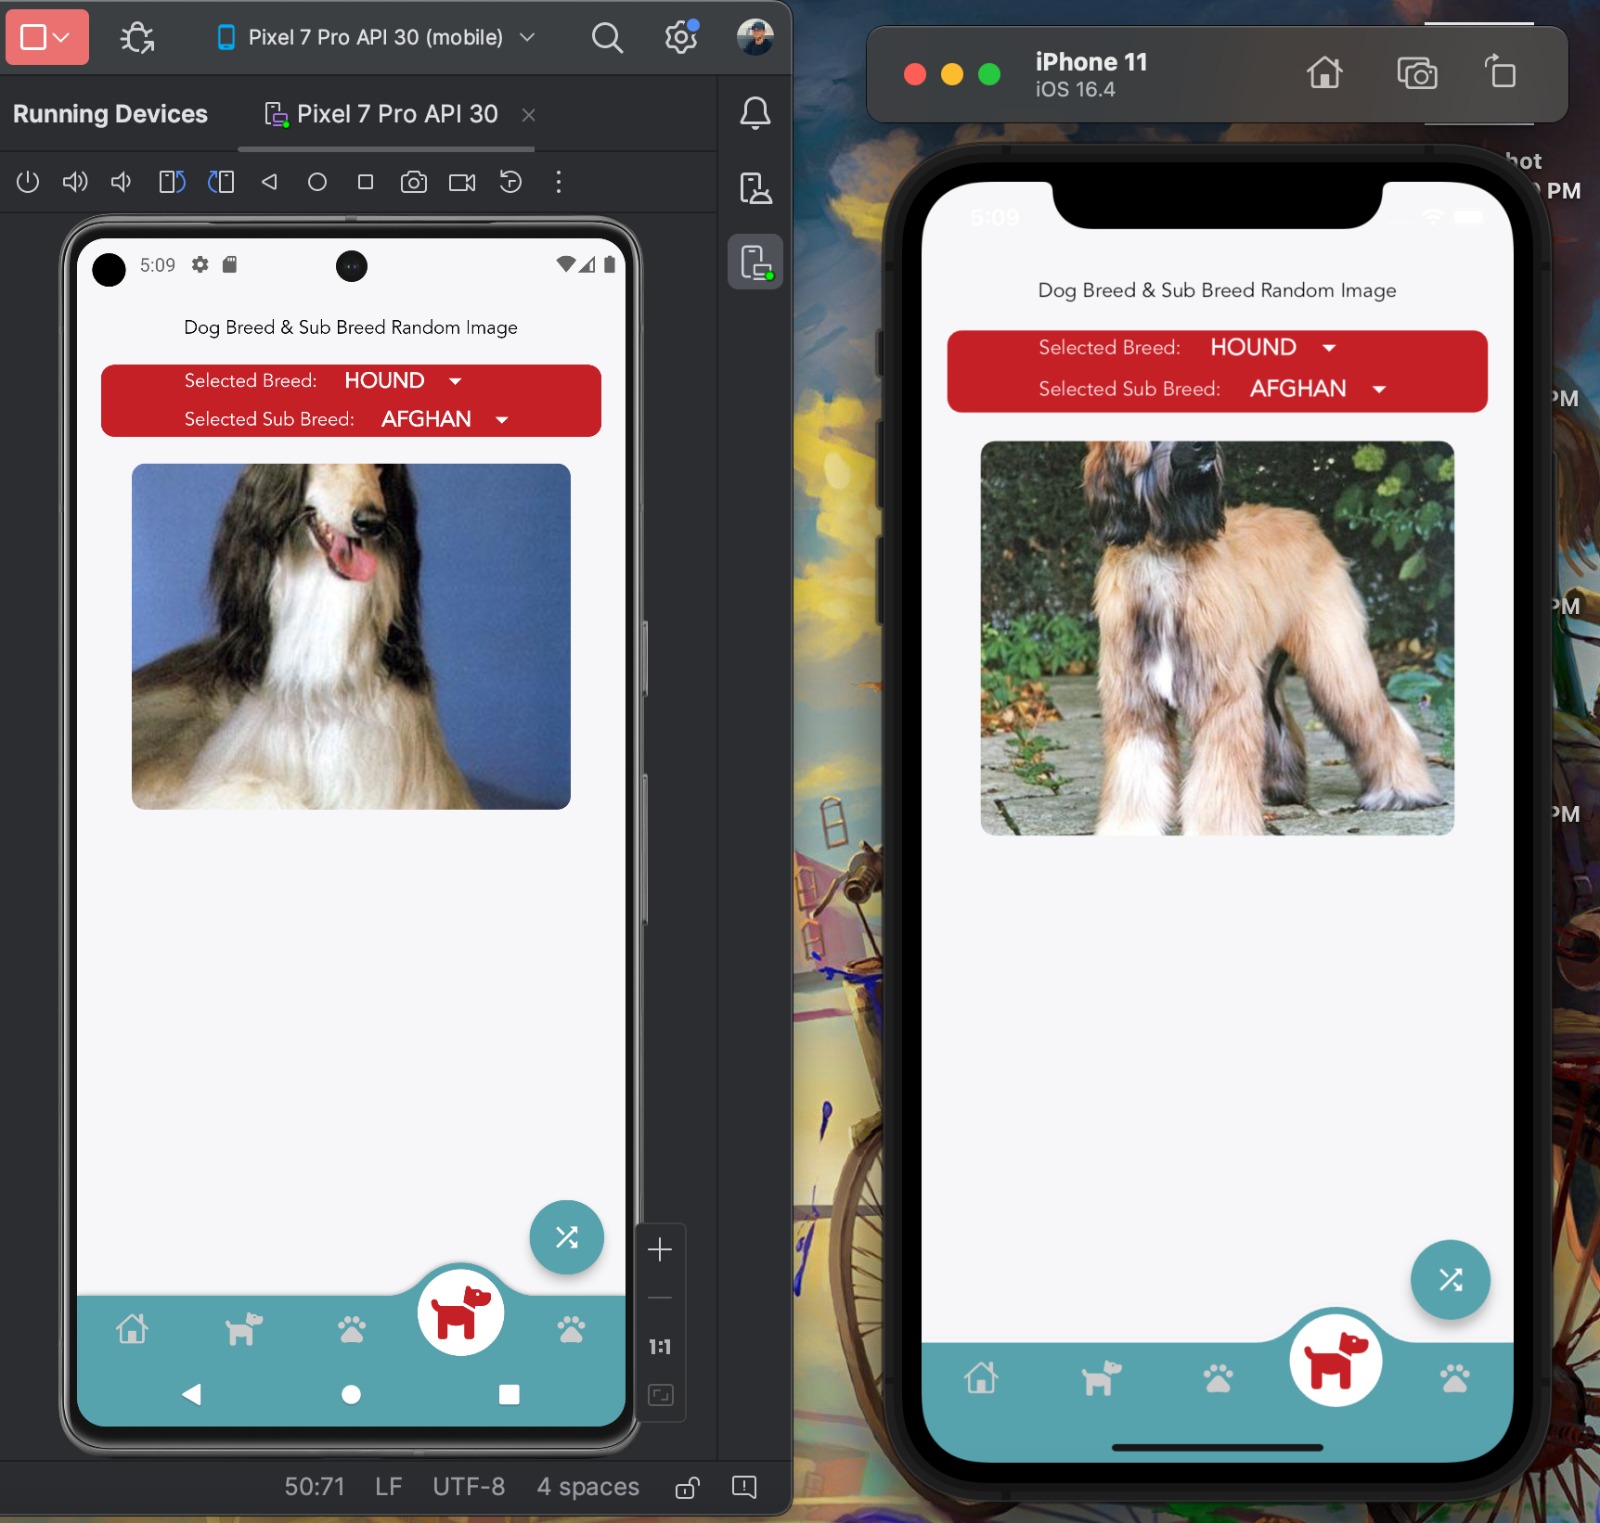 Pixel 7 Pro API 30 (mobile)
Running Devices
Pixel 7 Pro API 30
5:09
Dog Breed & Sub Breed Random Image
Selected Breed: HOUND
Selected Sub Breed: AFGHAN
1:1
50:71 LF UTF-8 4 spaces
iPhone 11
iOS 16.4
5:09
Dog Breed & Sub Breed Random Image
Selected Breed: HOUND
Selected Sub Breed: AFGHAN
PM
PM
PM
PM